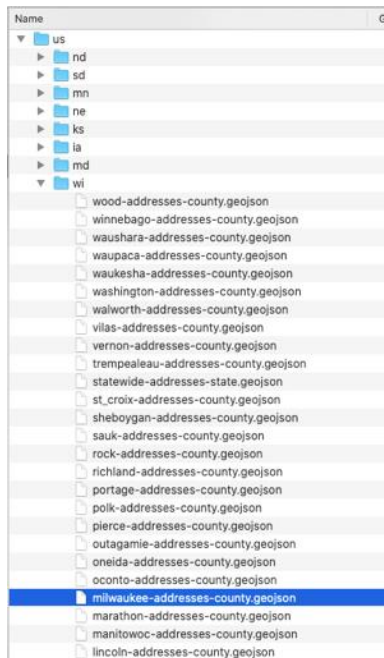 Name
us
nd
sd
mn
ne
ks
ia
md
wi
wood-addresses-county.geojson
winnebago-addresses-county.geojson
waushara-addresses-county.geojson
waupaca-addresses-county.geojson
waukesha-addresses-county.geojson
washington-addresses-county.geojson
walworth-addresses-county.geojson
vilas-addresses-county.geojson
vernon-addresses-county.geojson
trempealeau-addresses-county.geojson
statewide-addresses-state.geojson
st_croix-addresses-county.geojson
sheboygan-addresses-county.geojson
sauk-addresses-county.geojson
rock-addresses-county.geojson
richland-addresses-county.geojson
portage-addresses-county.geojson
polk-addresses-county.geojson
pierce-addresses-county.geojson
outagamie-addresses-county.geojson
oneida-addresses-county.geojson
oconto-addresses-county.geojson
milwaukee-addresses-county.geojson
marathon-addresses-county.geojson
manitowoc-addresses-county.geojson
lincoln-addresses-county.geojson